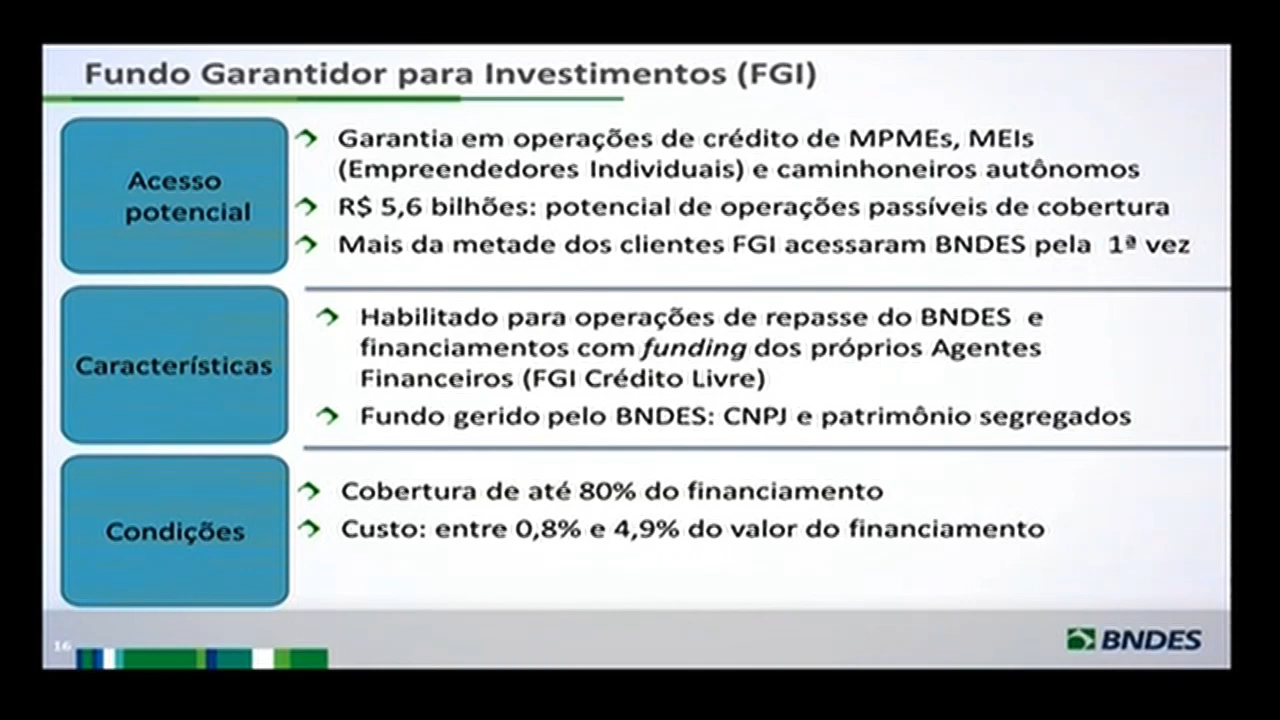 Fundo Garantidor para Investimentos (FGI)
Acesso
potencial
Garantia em operações de crédito de MPMEs, MEIs
(Empreendedores Individuais) e caminhoneiros autônomos
R$ 5,6 bilhões: potencial de operações passíveis de cobertura
Mais da metade dos clientes FGI acessaram BNDES pela 1ª vez
Características
Habilitado para operações de repasse do BNDES e
financiamentos com funding dos próprios Agentes
Financeiros (FGI Crédito Livre)
Fundo gerido pelo BNDES: CNPJ e patrimônio segregados
Condições
Cobertura de até 80% do financiamento
Custo: entre 0,8% e 4,9% do valor do financiamento
16
BNDES